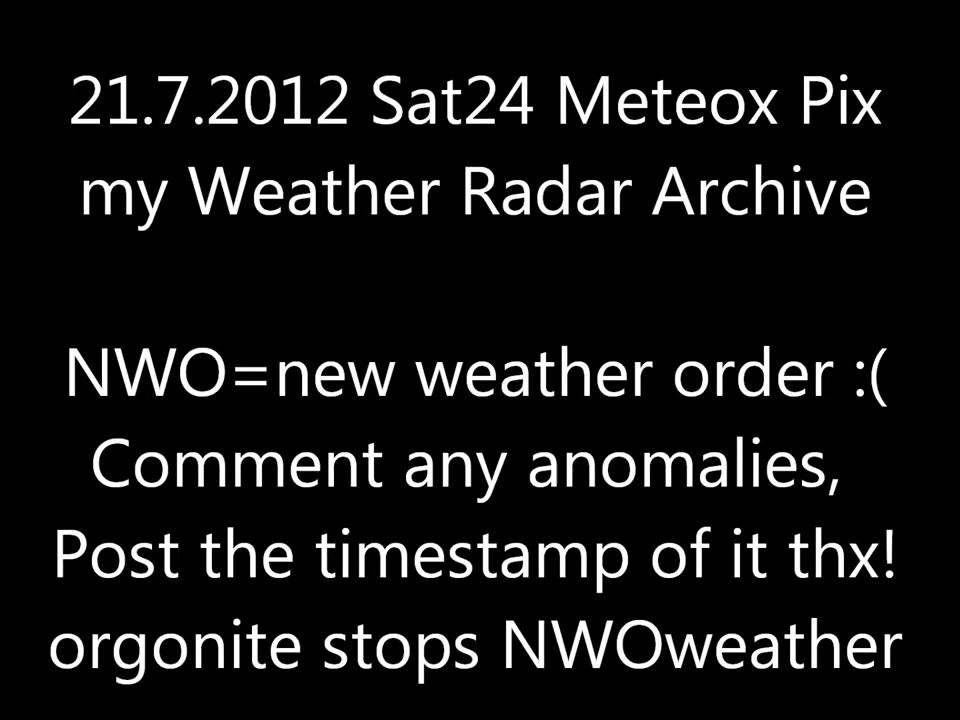 21.7.2012 Sat24 Meteox Pix
my Weather Radar Archive
NWO=new weather order :(
Comment any anomalies,
Post the timestamp of it thx!
orgonite stops NWOweather